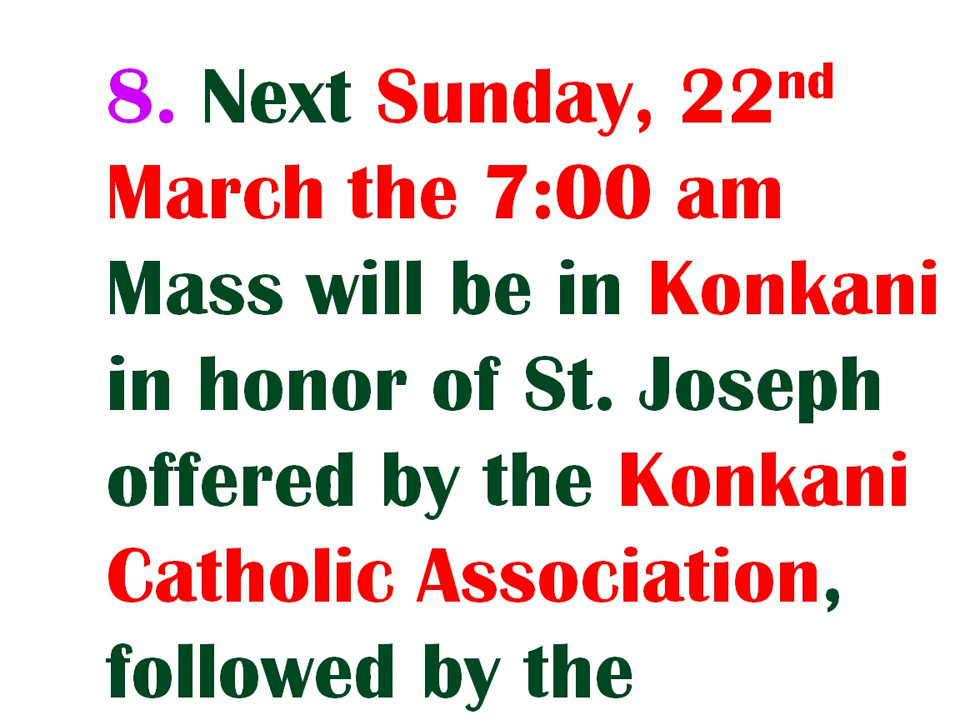 8. Next Sunday, 22nd
March the 7:00 am
Mass will be in Konkani
in honor of St. Joseph
offered by the Konkani
Catholic Association,
followed by the